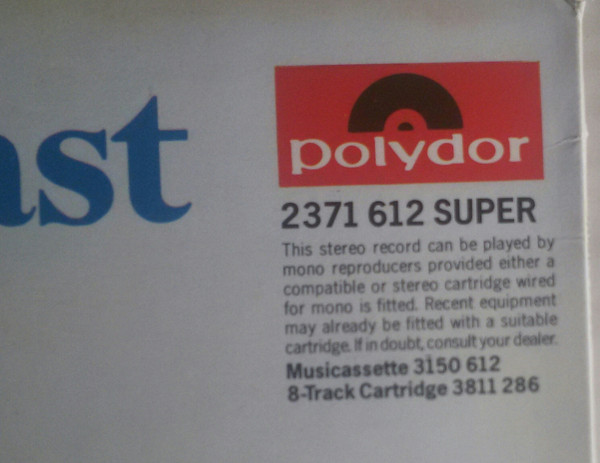 ast
polydor
2371 612 SUPER
This stereo record can be played by
mono reproducers provided either a
compatible or stereo cartridge wired
for mono is fitted. Recent equipment
may already be fitted with a suitable
cartridge. If in doubt, consult your dealer.
Musicassette 3150 612
8-Track Cartridge 3811 286